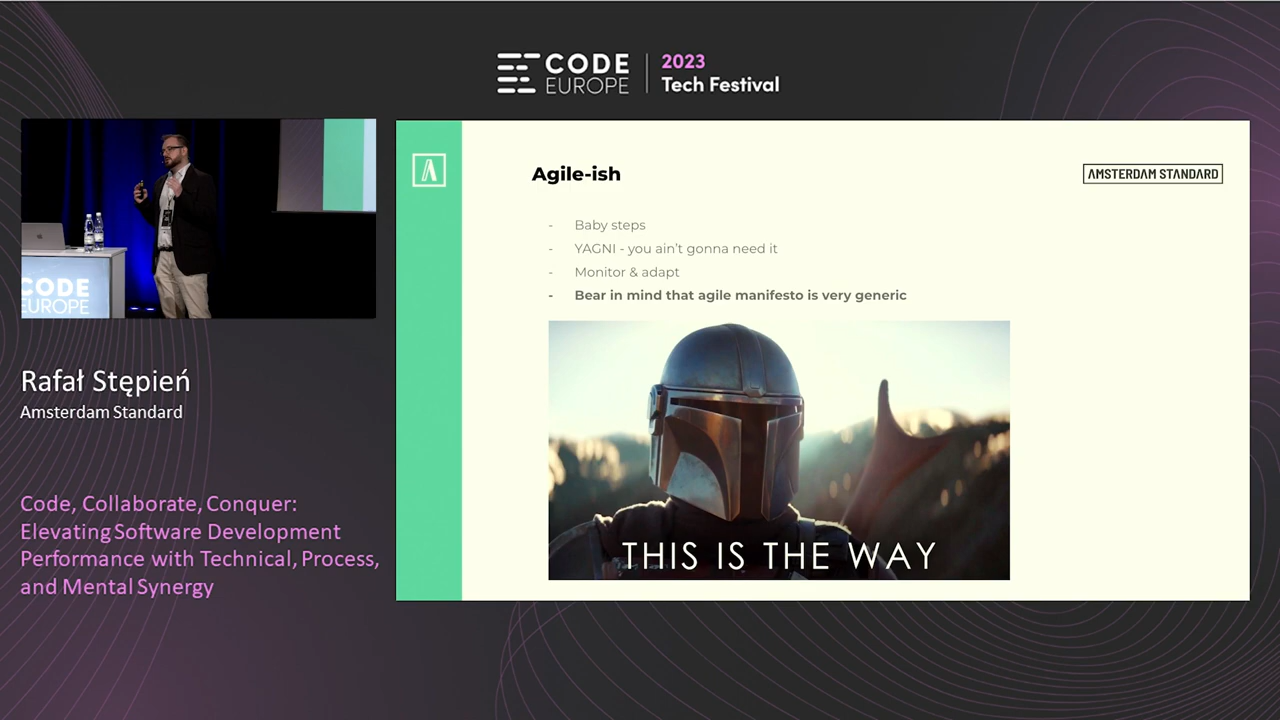 CODE
EUROPE
2023
Tech Festival
CODE
EUROPE
Rafał Stępień
Amsterdam Standard
Code, Collaborate, Conquer:
Elevating Software Development
Performance with Technical, Process,
and Mental Synergy
A
Agile-ish
AMSTERDAM STANDARD
- Baby steps
- YAGNI - you ain't gonna need it
- Monitor & adapt
- Bear in mind that agile manifesto is very generic
THIS IS THE WAY